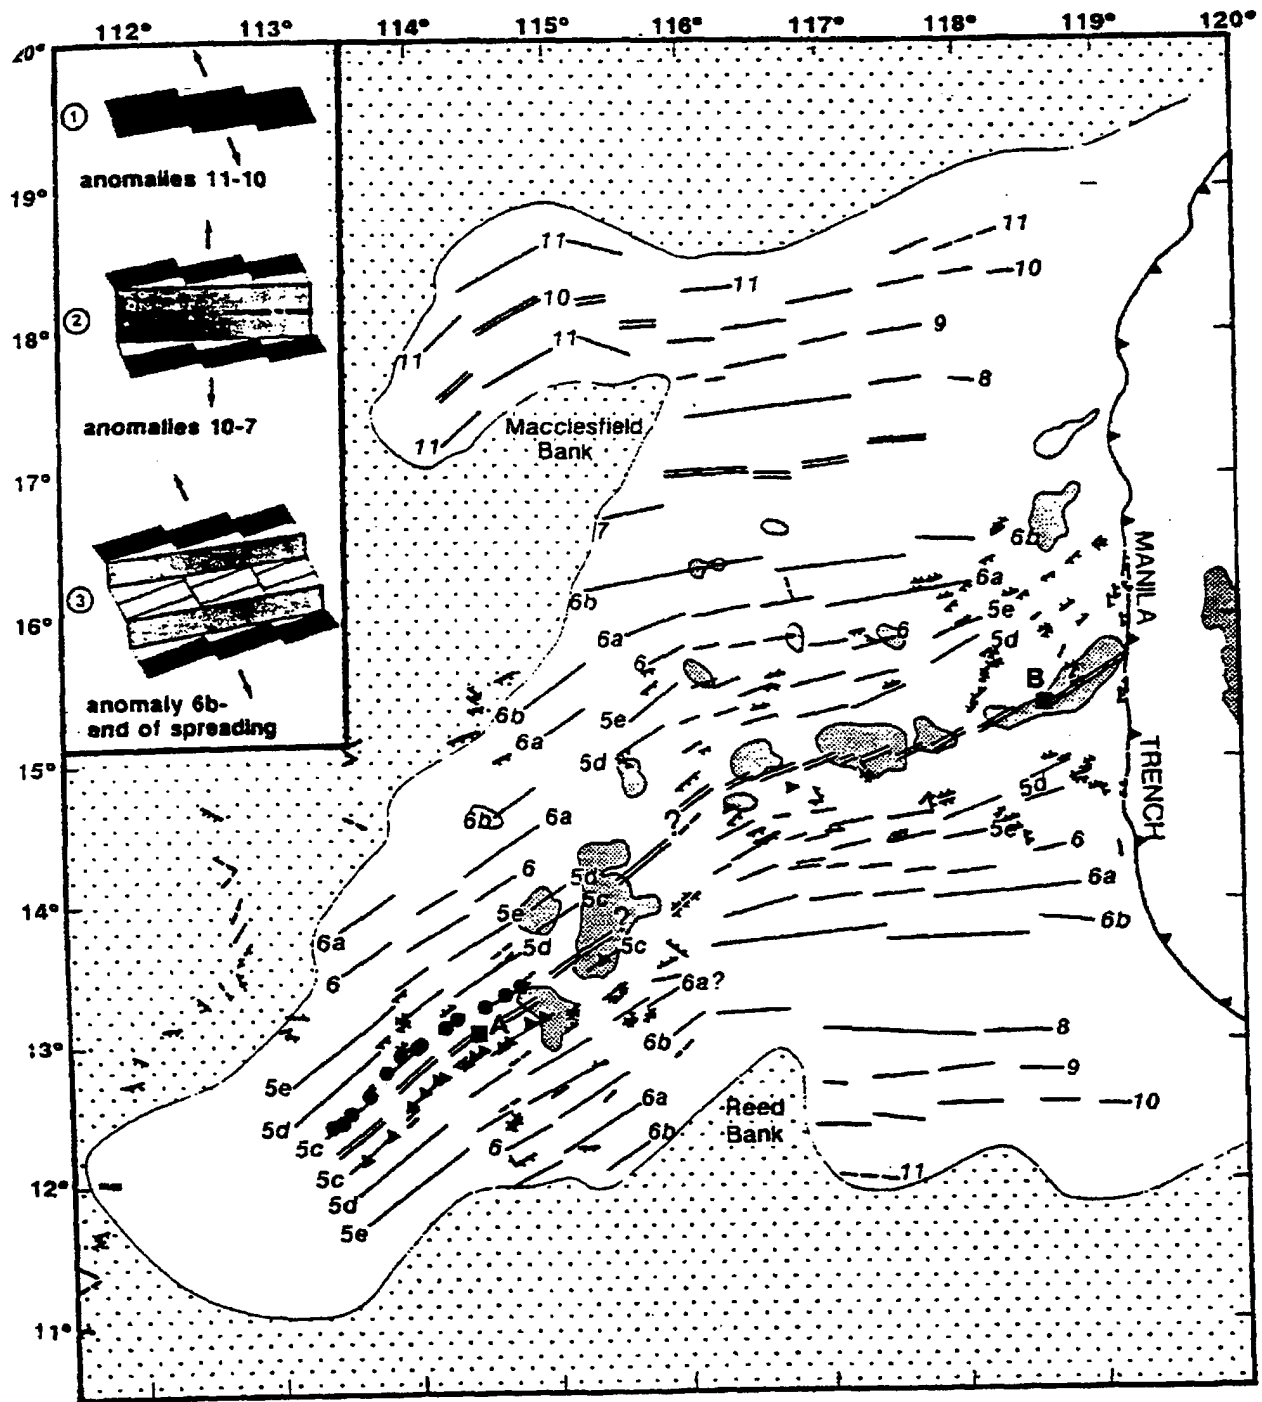 112° 113° 114° 115° 116° 117° 118° 119° 120°
20°
19°
18°
17°
16°
15°
14°
13°
12°
11°
1
anomalies 11-10
2
anomalies 10-7
3
anomaly 6b-
end of spreading
11
11
11
10
10
11
9
11
11
8
Macclesfield
Bank
7
6b
6b
6a
6a
5e
6
5d
6
B
6b
5e
6a
5d
MANILA
TRENCH
5d
6b
6a
?
5e
6
6
5d
6a
5c
5e
?
6b
6a
5d
5c
6
6a?
A
8
6b
9
5e
6a
10
Reed
Bank
5d
6b
5c
6
5c
11
5d
5e